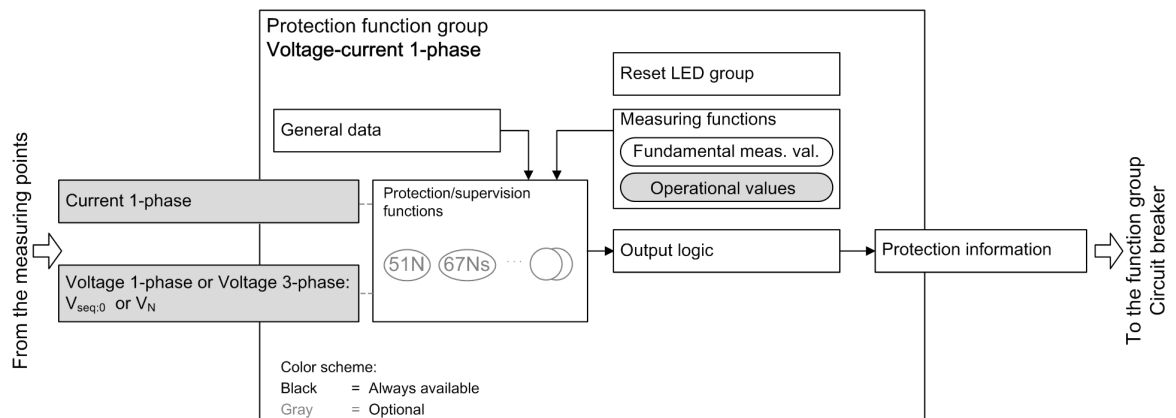 Protection function group
Voltage-current 1-phase
Reset LED group
General data
Measuring functions
Fundamental meas. val.
Operational values
From the measuring points
Current 1-phase
Voltage 1-phase or Voltage 3-phase:
Vseq:0 or VN
Protection/supervision
functions
51N 67Ns ...
Output logic
Protection information
To the function group
Circuit breaker
Color scheme:
Black = Always available
Gray = Optional